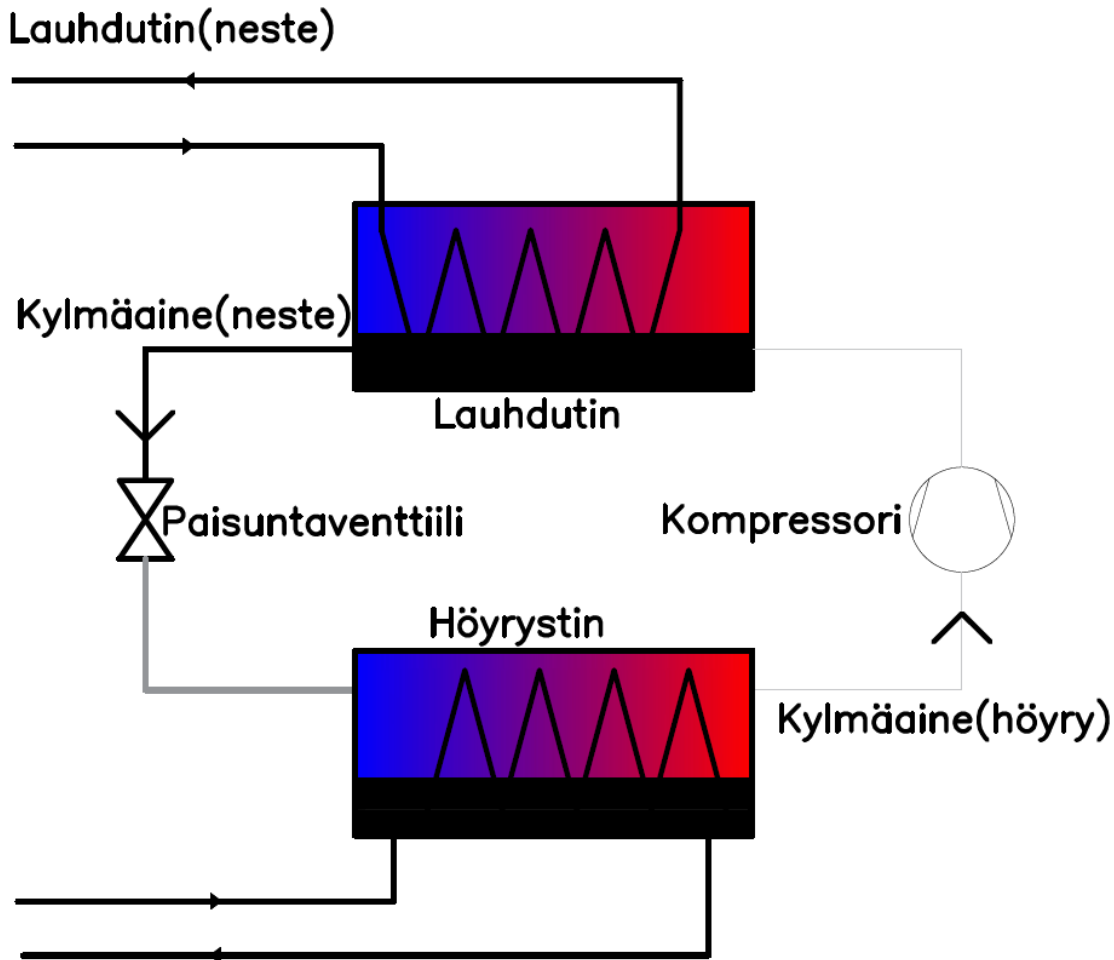 Lauhdutin(neste)
Kylmäaine(neste)
Lauhdutin
Paisuntaventtiili
Kompressori
Höyrystin
Kylmäaine(höyry)